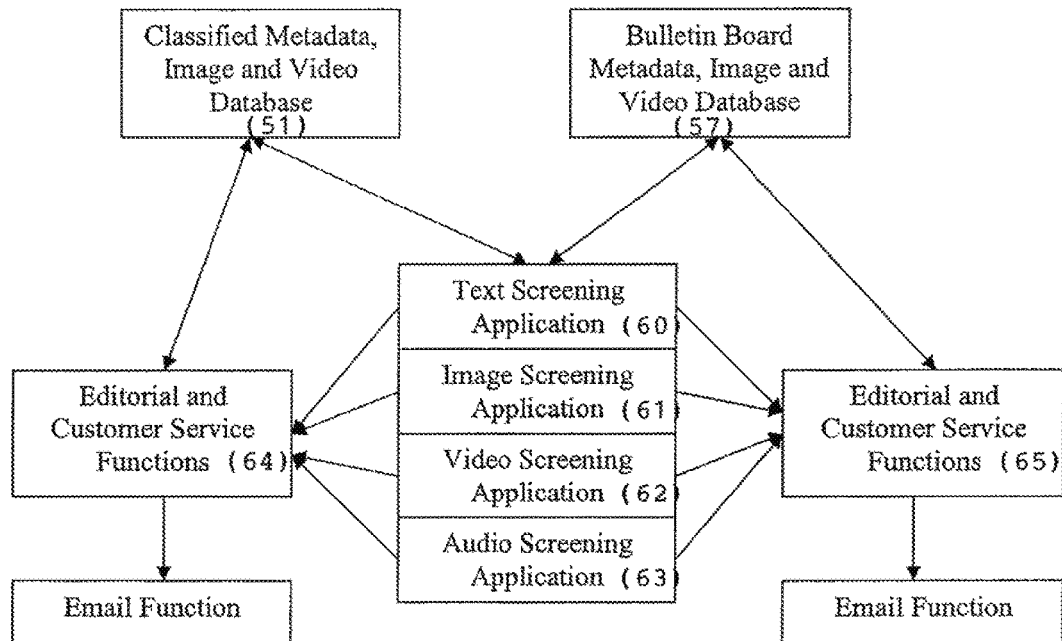 Classified Metadata,
Image and Video
Database
(51)
Bulletin Board
Metadata, Image and
Video Database
(57)
Text Screening
Application (60)
Image Screening
Application (61)
Video Screening
Application (62)
Audio Screening
Application (63)
Editorial and
Customer Service
Functions (64)
Editorial and
Customer Service
Functions (65)
Email Function
Email Function